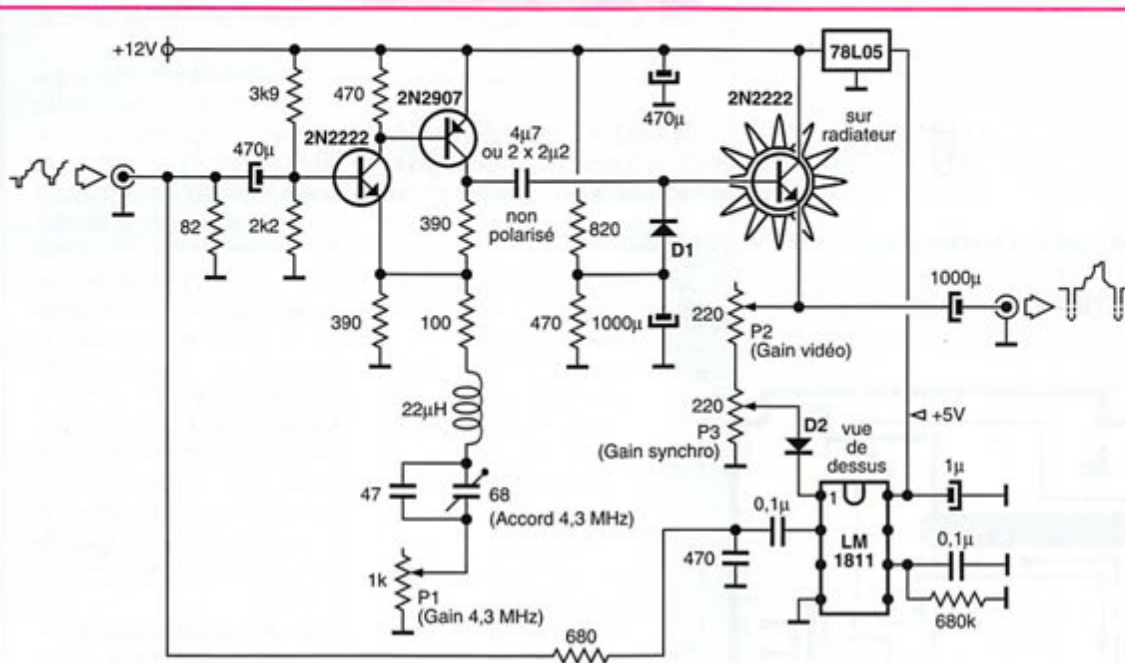 +12V
78L05
3k9
470
2N2907
2N2222
sur
radiateur
2N2222
4µ7
ou 2 x 2µ2
470µ
470µ
82
2k2
390
non
polarisé
820
D1
1000µ
390
100
470
1000µ
220
P2
(Gain vidéo)
22µH
220
P3
(Gain synchro)
D2
vue
de
dessus
+5V
1µ
47
68
(Accord 4,3 MHz)
0,1µ
1
LM
1811
0,1µ
470
680k
1k
P1
(Gain 4,3 MHz)
680